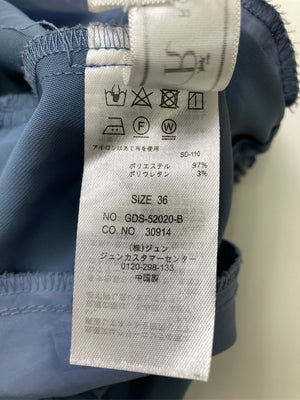 アイロンはあて布を使用
SD-110
ポリエステル 97%
ポリウレタン 3%
SIZE 36
NO GDS-52020-B
CO. NO 30914
(株)ジュン
ジュンカスタマーセンター
0120-298-133
中国製